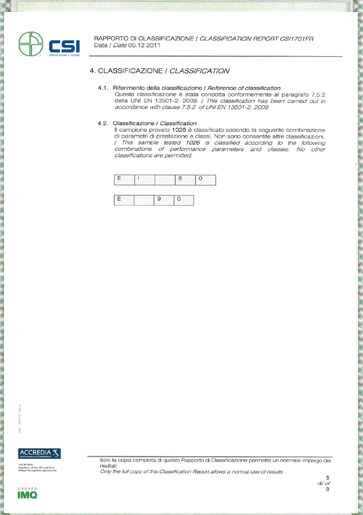 CSI
RAPPORTO DI CLASSIFICAZIONE / CLASSIFICATION REPORT CSI1701FR
Data / Date 05.12.2011
4. CLASSIFICAZIONE / CLASSIFICATION
4.1. Riferimento della classificazione / Reference of classification
Questa classificazione è stata condotta conformemente al paragrafo 7.5.2
della UNI EN 13501-2: 2009. / This classification has been carried out in
accordance with clause 7.5.2 of UNI EN 13501-2: 2009
4.2. Classificazione / Classification
Il campione provato 1026 è classificato secondo la seguente combinazione
di parametri di prestazione e classi. Non sono consentite altre classificazioni.
/ This sample tested 1026 is classified according to the following
combinations of performance parameters and classes. No other
classifications are permitted.
E I 60
E 90
ACCREDIA
Solo la copia completa di questo Rapporto di Classificazione permette un normale impiego dei
risultati
Only the full copy of this Classification Report allows a normal use of results
GRUPPO
IMQ
di/ of